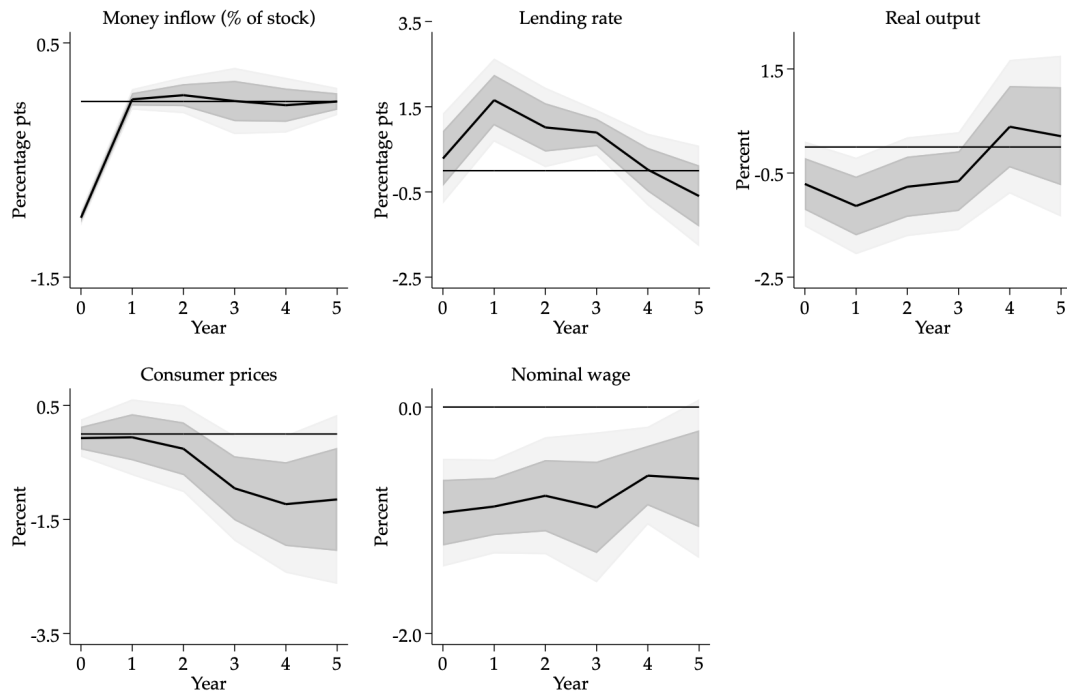 Money inflow (% of stock)
Percentage pts
0.5
-1.5
0 1 2 3 4 5
Year
Lending rate
Percentage pts
3.5
1.5
-0.5
-2.5
0 1 2 3 4 5
Year
Real output
Percent
1.5
-0.5
-2.5
0 1 2 3 4 5
Year
Consumer prices
Percent
0.5
-1.5
-3.5
0 1 2 3 4 5
Year
Nominal wage
Percent
0.0
-2.0
0 1 2 3 4 5
Year